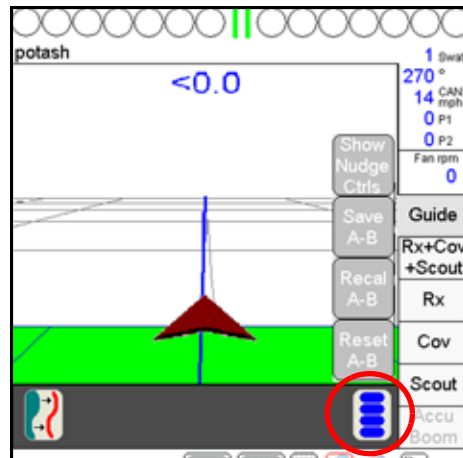 potash
<0.0
1 Swat
270 °
14 CAN mph
0 P1
0 P2
Fan rpm
0
Show
Nudge
Ctrls
Save
A-B
Recal
A-B
Reset
A-B
Guide
Rx+Cov
+Scout
Rx
Cov
Scout
Accu
Boom